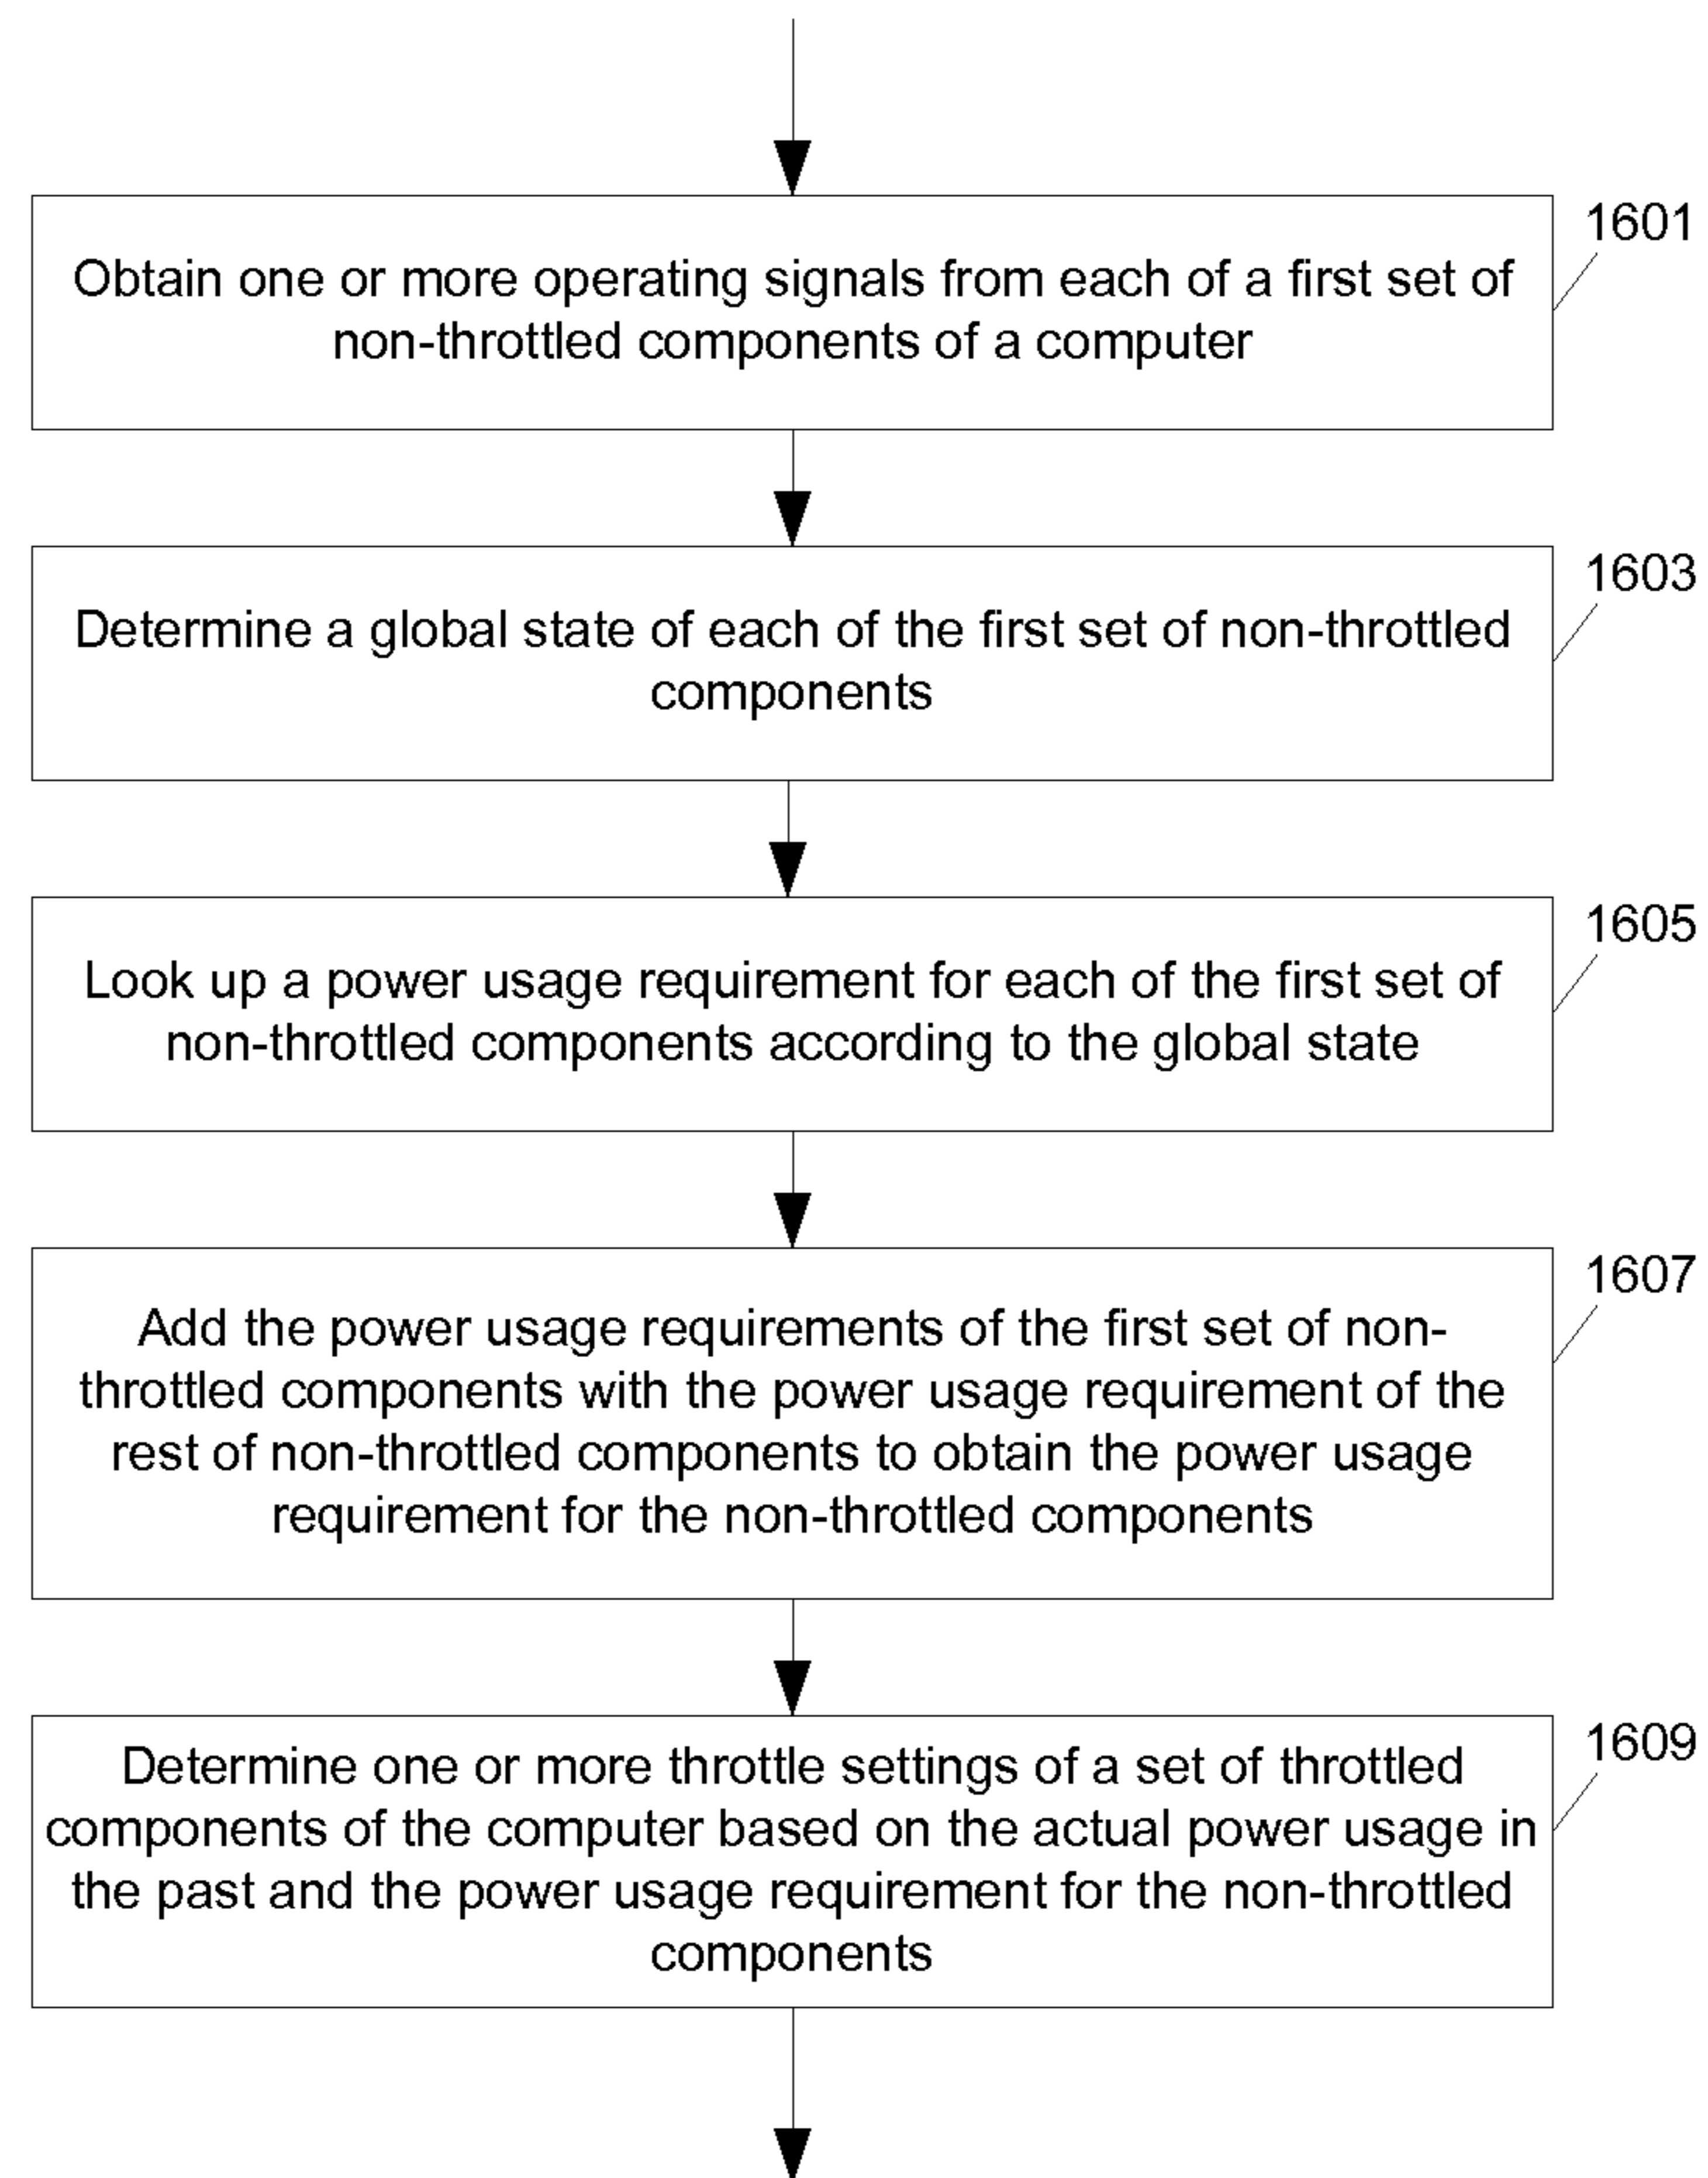 1601
Obtain one or more operating signals from each of a first set of
non-throttled components of a computer
1603
Determine a global state of each of the first set of non-throttled
components
1605
Look up a power usage requirement for each of the first set of
non-throttled components according to the global state
1607
Add the power usage requirements of the first set of non-
throttled components with the power usage requirement of the
rest of non-throttled components to obtain the power usage
requirement for the non-throttled components
1609
Determine one or more throttle settings of a set of throttled
components of the computer based on the actual power usage in
the past and the power usage requirement for the non-throttled
components